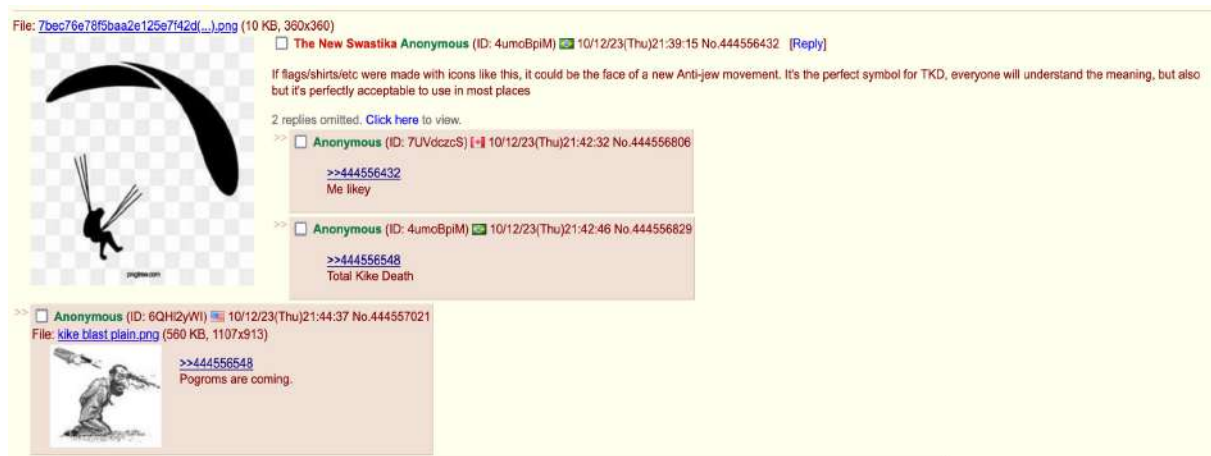 File: 7bec76e78f5baa2e125e7f42d(...).png (10 KB, 360x360)
The New Swastika Anonymous (ID: 4umoBpiM) 10/12/23(Thu)21:39:15 No.444556432 [Reply]
If flags/shirts/etc were made with icons like this, it could be the face of a new Anti-jew movement. It's the perfect symbol for TKD, everyone will understand the meaning, but also
but it's perfectly acceptable to use in most places
2 replies omitted. Click here to view.
>> Anonymous (ID: 7UVdczcS) 10/12/23(Thu)21:42:32 No.444556806
>>444556432
Me likey
>> Anonymous (ID: 4umoBpiM) 10/12/23(Thu)21:42:46 No.444556829
>>444556548
Total Kike Death
pngtree.com
>> Anonymous (ID: 6QHl2yWI) 10/12/23(Thu)21:44:37 No.444557021
File: kike blast plain.png (560 KB, 1107x913)
>>444556548
Pogroms are coming.